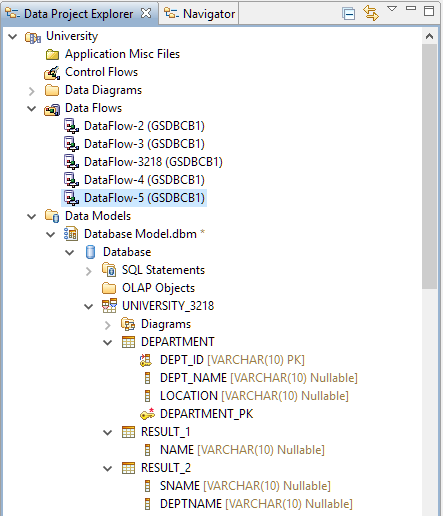 Data Project Explorer Navigator
University
Application Misc Files
Control Flows
Data Diagrams
Data Flows
DataFlow-2 (GSDBCB1)
DataFlow-3 (GSDBCB1)
DataFlow-3218 (GSDBCB1)
DataFlow-4 (GSDBCB1)
DataFlow-5 (GSDBCB1)
Data Models
Database Model.dbm *
Database
SQL Statements
OLAP Objects
UNIVERSITY_3218
Diagrams
DEPARTMENT
DEPT_ID [VARCHAR(10) PK]
DEPT_NAME [VARCHAR(10) Nullable]
LOCATION [VARCHAR(10) Nullable]
DEPARTMENT_PK
RESULT_1
NAME [VARCHAR(10) Nullable]
RESULT_2
SNAME [VARCHAR(10) Nullable]
DEPTNAME [VARCHAR(10) Nullable]